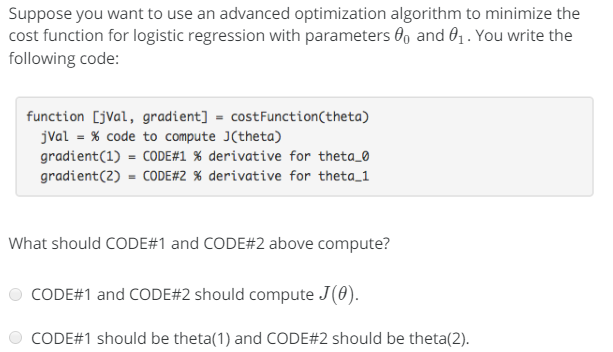 Suppose you want to use an advanced optimization algorithm to minimize the
cost function for logistic regression with parameters θ₀ and θ₁. You write the
following code:
function [jVal, gradient] = costFunction(theta)
jVal = % code to compute J(theta)
gradient(1) = CODE#1 % derivative for theta_0
gradient(2) = CODE#2 % derivative for theta_1
What should CODE#1 and CODE#2 above compute?
CODE#1 and CODE#2 should compute J(θ).
CODE#1 should be theta(1) and CODE#2 should be theta(2).